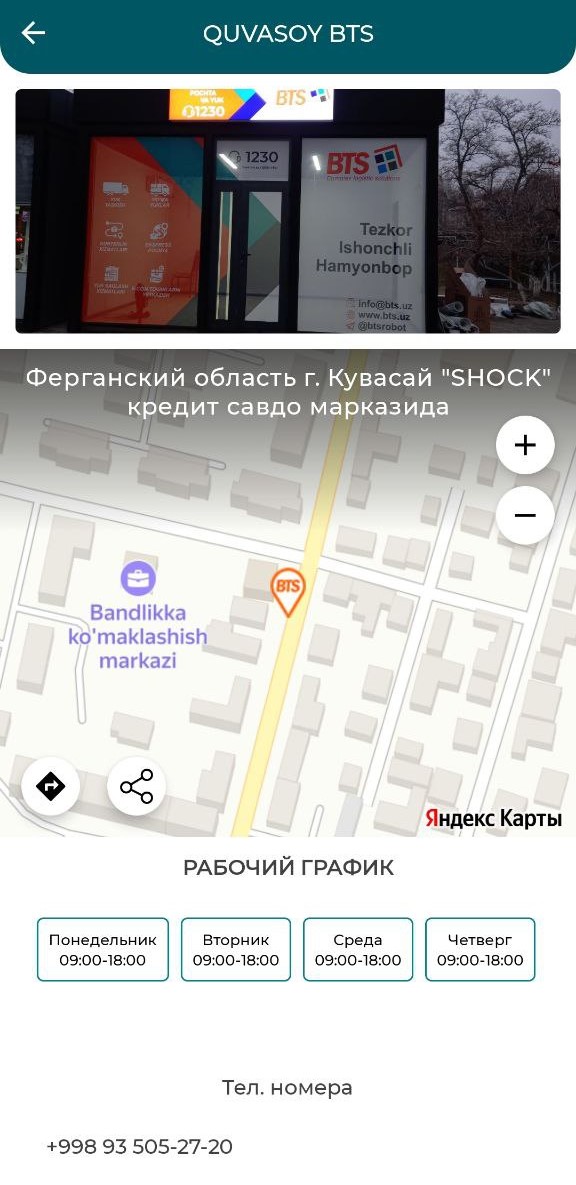 QUVASOY BTS
POCHTA
VA YUK
1230
BTS
1230
BTS
Complex logistic solutions
Tezkor
Ishonchli
Hamyonbop
info@bts.uz
www.bts.uz
@btsrobot
Ферганский область г. Кувасай "SHOCK"
кредит савдо марказида
+
−
BTS
Bandlikka
ko'maklashish
markazi
Яндекс Карты
РАБОЧИЙ ГРАФИК
Понедельник
09:00-18:00
Вторник
09:00-18:00
Среда
09:00-18:00
Четверг
09:00-18:00
Тел. номера
+998 93 505-27-20